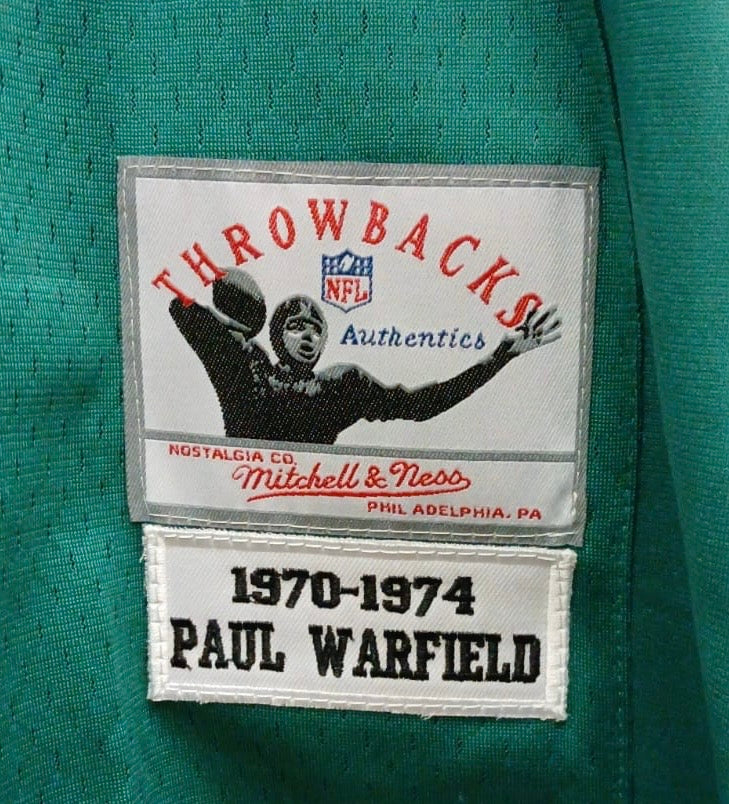 THROWBACKS
NFL
Authentics
NOSTALGIA CO.
Mitchell & Ness
PHILADELPHIA, PA
1970-1974
PAUL WARFIELD